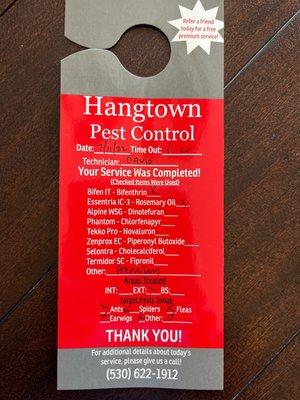 Refer a friend
today for a free
premium service!
Hangtown
Pest Control
Date: 7/11/22 Time Out:
Technician: DAVID
Your Service Was Completed!
(Checked Items Were Used)
Bifen IT - Bifenthrin
Essentria IC-3 - Rosemary Oil
Alpine WSG - Dinotefuran
Phantom - Chlorfenapyr
Tekko Pro - Novaluron
Zenprox EC - Piperonyl Butoxide
Selontra - Cholecalciferol
Termidor SC - Fipronil
Other:
Areas Treated
INT: EXT: BS:
Target Pests Today
Ants Spiders Fleas
Earwigs Other:
THANK YOU!
For additional details about today's
service, please give us a call!
(530) 622-1912